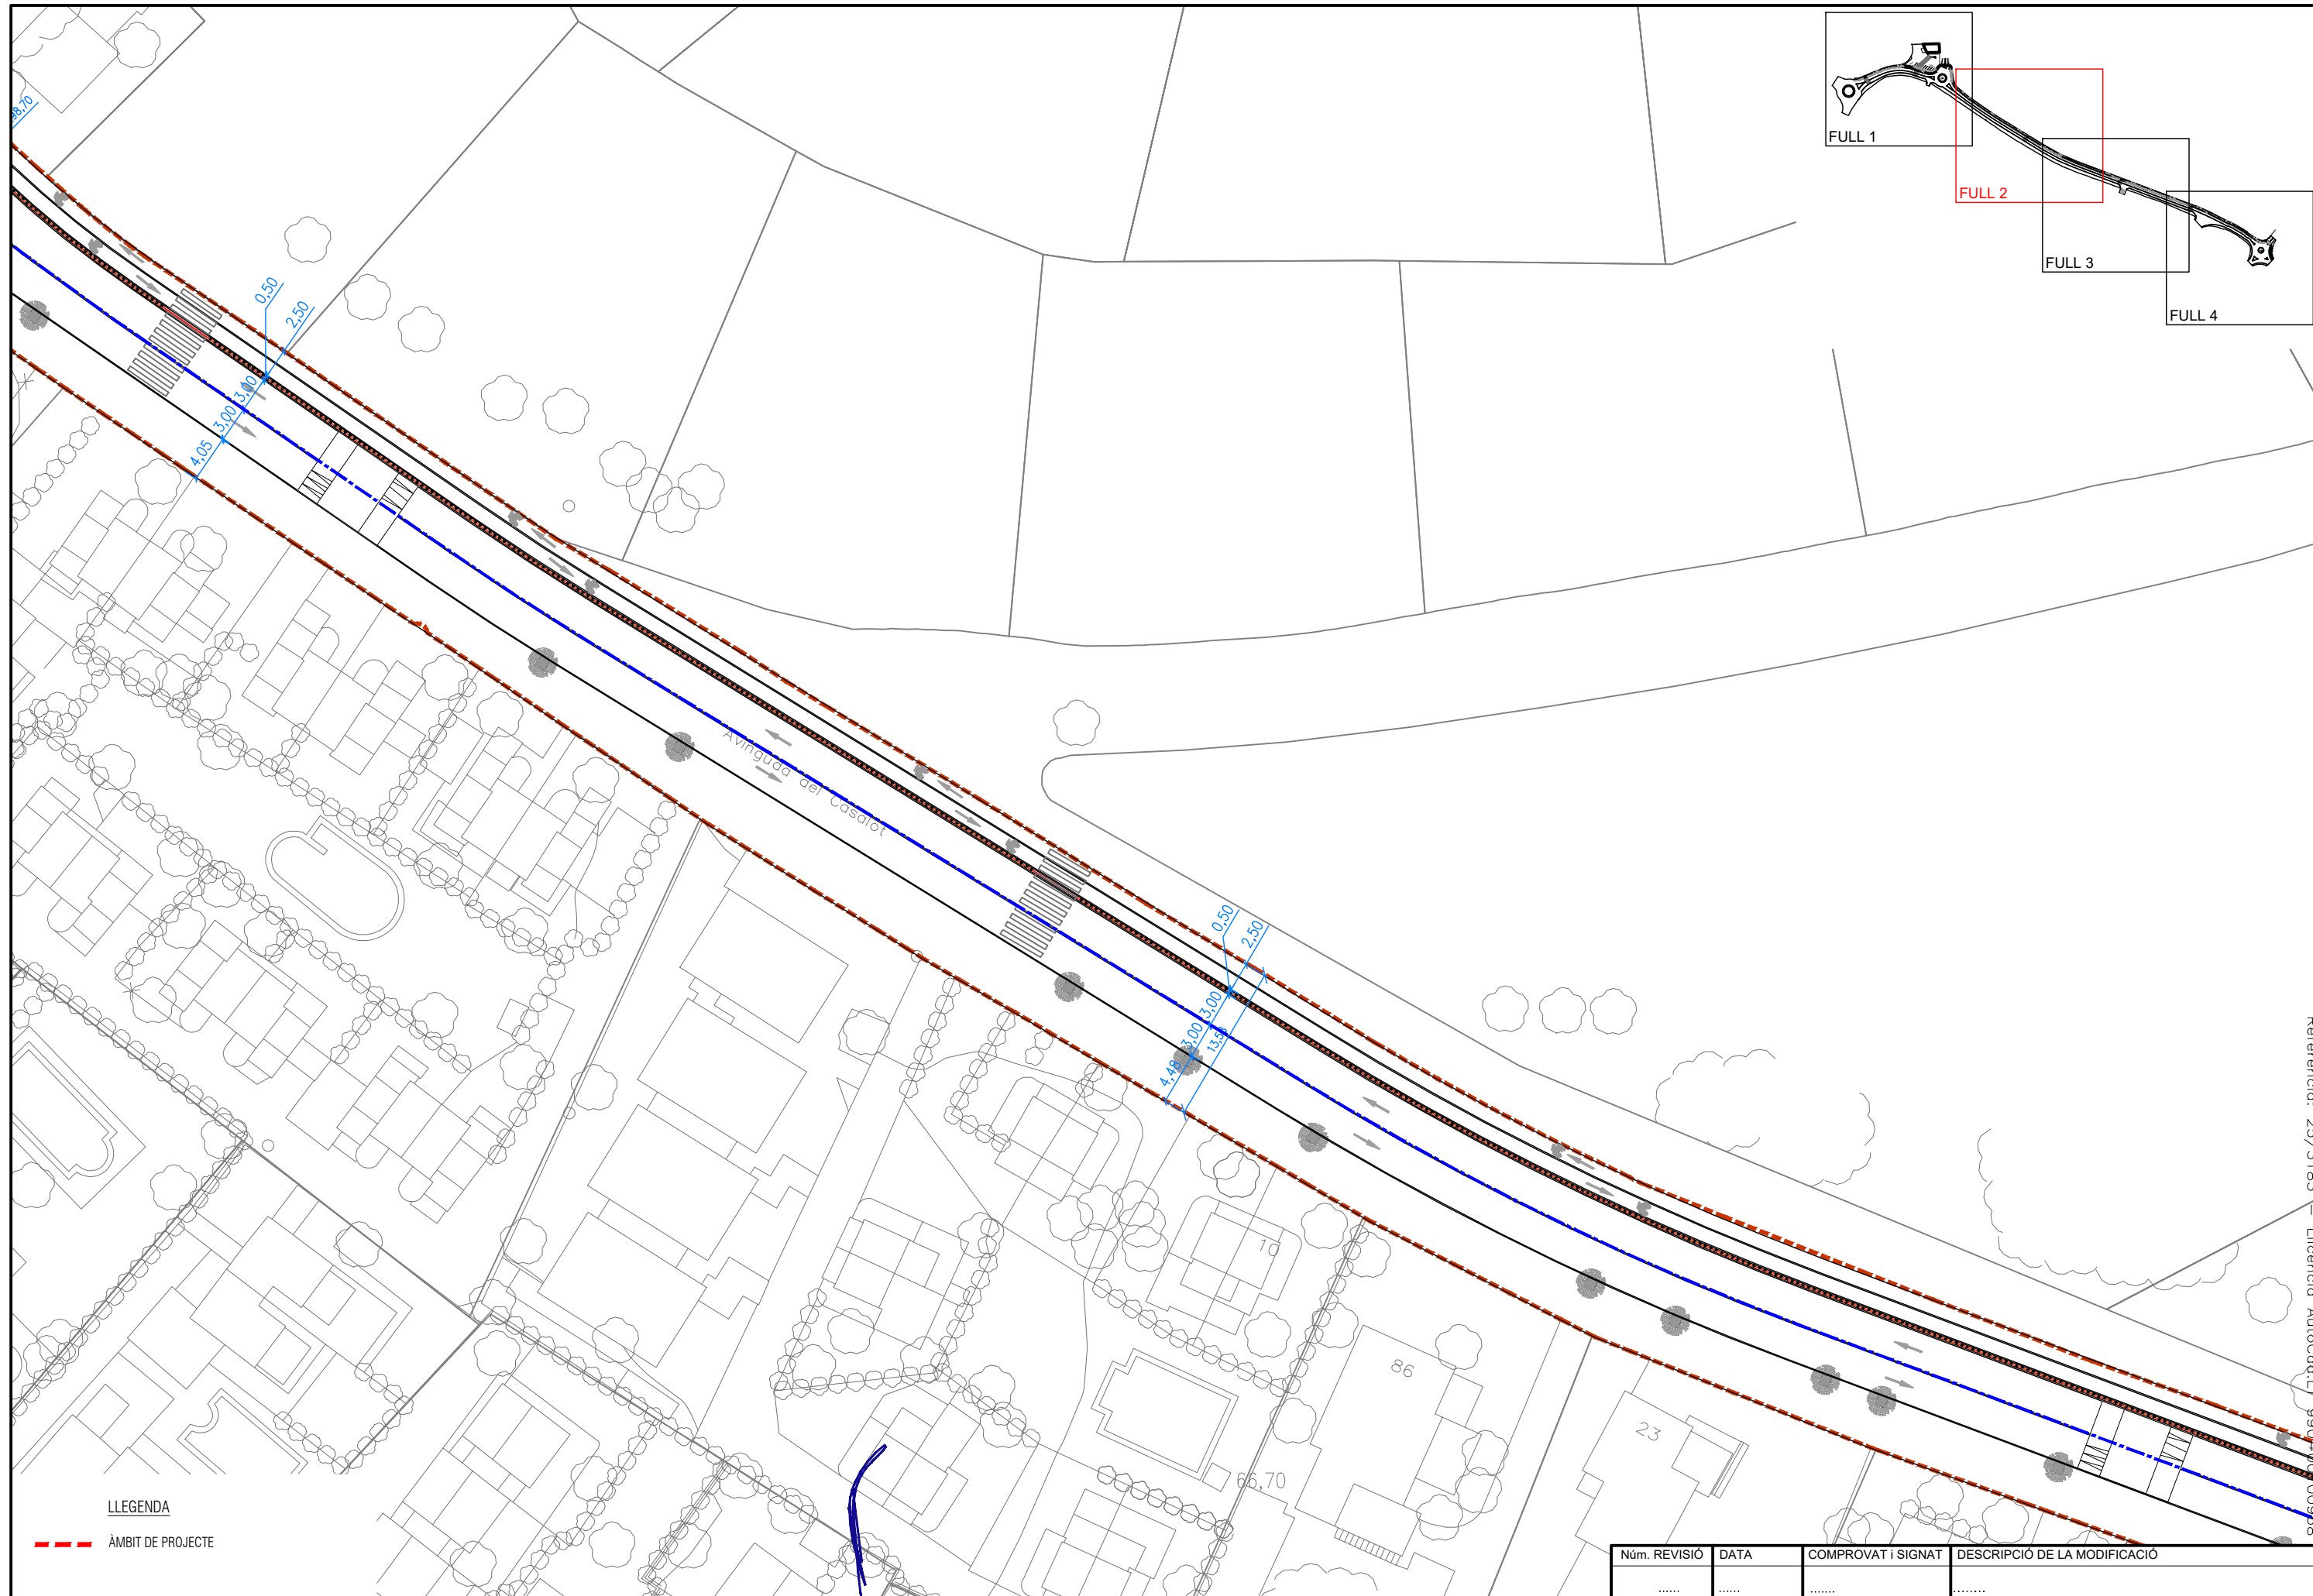 FULL 1
FULL 2
FULL 3
FULL 4
98,70
0,50
2,50
3,00
3,00
4,05
Avinguda del Casalot
0,50
2,50
3,00
3,00
4,48
10
86
23
66,70
LLEGENDA
ÀMBIT DE PROJECTE
Núm. REVISIÓ DATA COMPROVAT i SIGNAT DESCRIPCIÓ DE LA MODIFICACIÓ
...... ...... ....... ........